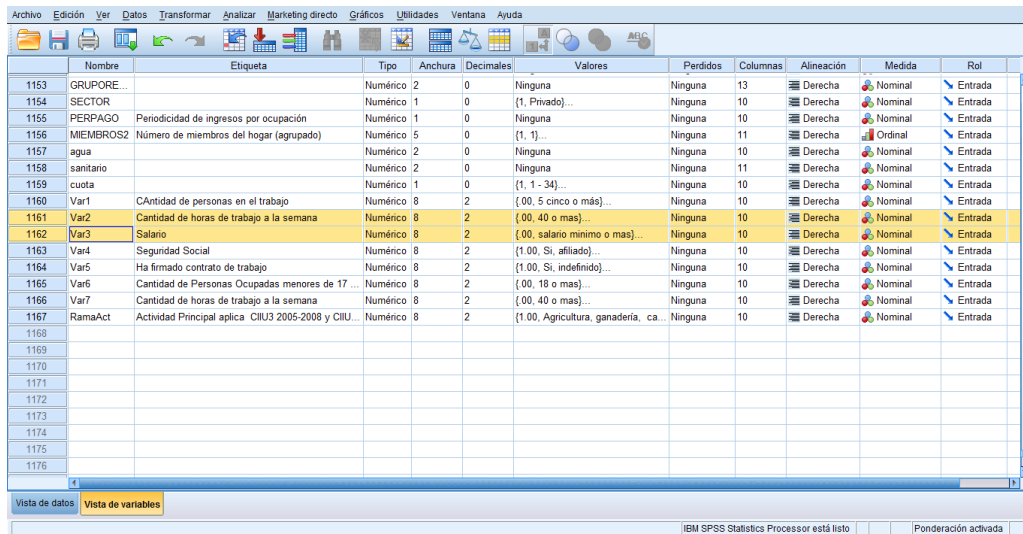 Archivo Edición Ver Datos Transformar Analizar Marketing directo Gráficos Utilidades Ventana Ayuda
Nombre Etiqueta Tipo Anchura Decimales Valores Perdidos Columnas Alineación Medida Rol
1153 GRUPORE... Numérico 2 0 Ninguna Ninguna 13 Derecha Nominal Entrada
1154 SECTOR Numérico 1 0 {1, Privado}... Ninguna 10 Derecha Nominal Entrada
1155 PERPAGO Periodicidad de ingresos por ocupación Numérico 1 0 Ninguna Ninguna 10 Derecha Nominal Entrada
1156 MIEMBROS2 Número de miembros del hogar (agrupado) Numérico 5 0 {1, 1}... Ninguna 11 Derecha Ordinal Entrada
1157 agua Numérico 2 0 Ninguna Ninguna 10 Derecha Nominal Entrada
1158 sanitario Numérico 2 0 Ninguna Ninguna 11 Derecha Nominal Entrada
1159 cuota Numérico 1 0 {1, 1 - 34}... Ninguna 10 Derecha Nominal Entrada
1160 Var1 CAntidad de personas en el trabajo Numérico 8 2 {.00, 5 cinco o más}... Ninguna 10 Derecha Nominal Entrada
1161 Var2 Cantidad de horas de trabajo a la semana Numérico 8 2 {.00, 40 o mas}... Ninguna 10 Derecha Nominal Entrada
1162 Var3 Salario Numérico 8 2 {.00, salario minimo o mas}... Ninguna 10 Derecha Nominal Entrada
1163 Var4 Seguridad Social Numérico 8 2 {1.00, Si, afiliado}... Ninguna 10 Derecha Nominal Entrada
1164 Var5 Ha firmado contrato de trabajo Numérico 8 2 {1.00, Si, indefinido}... Ninguna 10 Derecha Nominal Entrada
1165 Var6 Cantidad de Personas Ocupadas menores de 17 ... Numérico 8 2 {.00, 18 o mas}... Ninguna 10 Derecha Nominal Entrada
1166 Var7 Cantidad de horas de trabajo a la semana Numérico 8 2 {.00, 40 o mas}... Ninguna 10 Derecha Nominal Entrada
1167 RamaAct Actividad Principal aplica CIIU3 2005-2008 y CIIU... Numérico 8 2 {1.00, Agricultura, ganadería, ca... Ninguna 10 Derecha Nominal Entrada
1168
1169
1170
1171
1172
1173
1174
1175
1176
Vista de datos Vista de variables
IBM SPSS Statistics Processor está listo Ponderación activada